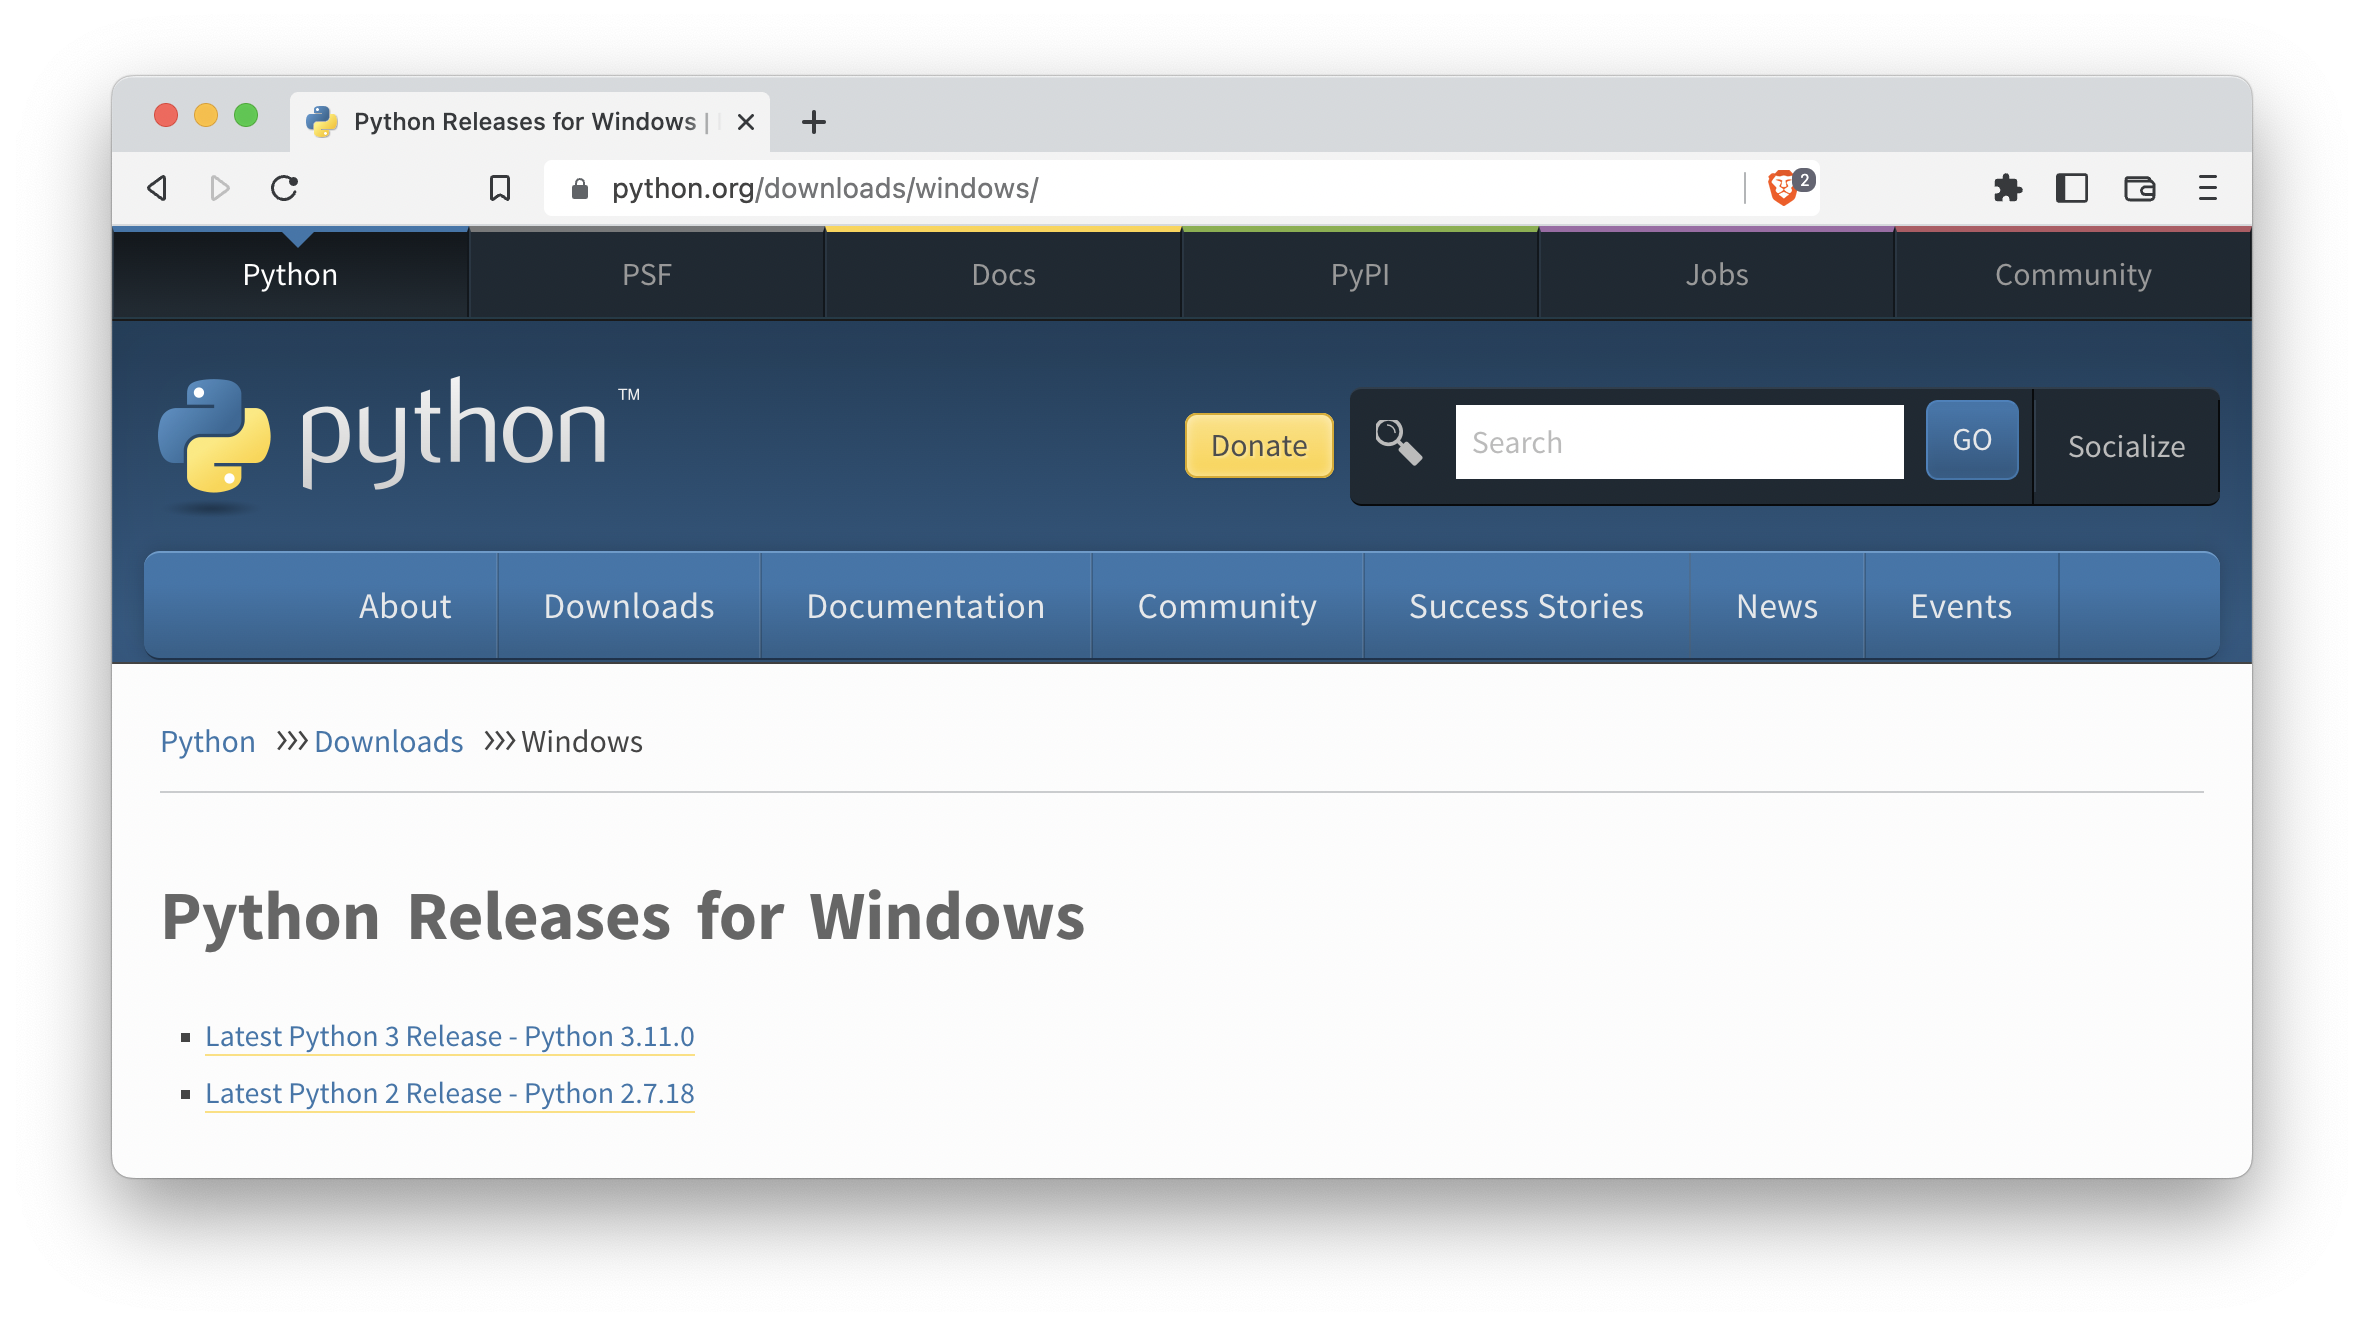 Python Releases for Windows |
python.org/downloads/windows/
2
Python PSF Docs PyPI Jobs Community
python TM
Donate Search GO Socialize
About Downloads Documentation Community Success Stories News Events
Python >>> Downloads >>> Windows
Python Releases for Windows
Latest Python 3 Release - Python 3.11.0
Latest Python 2 Release - Python 2.7.18